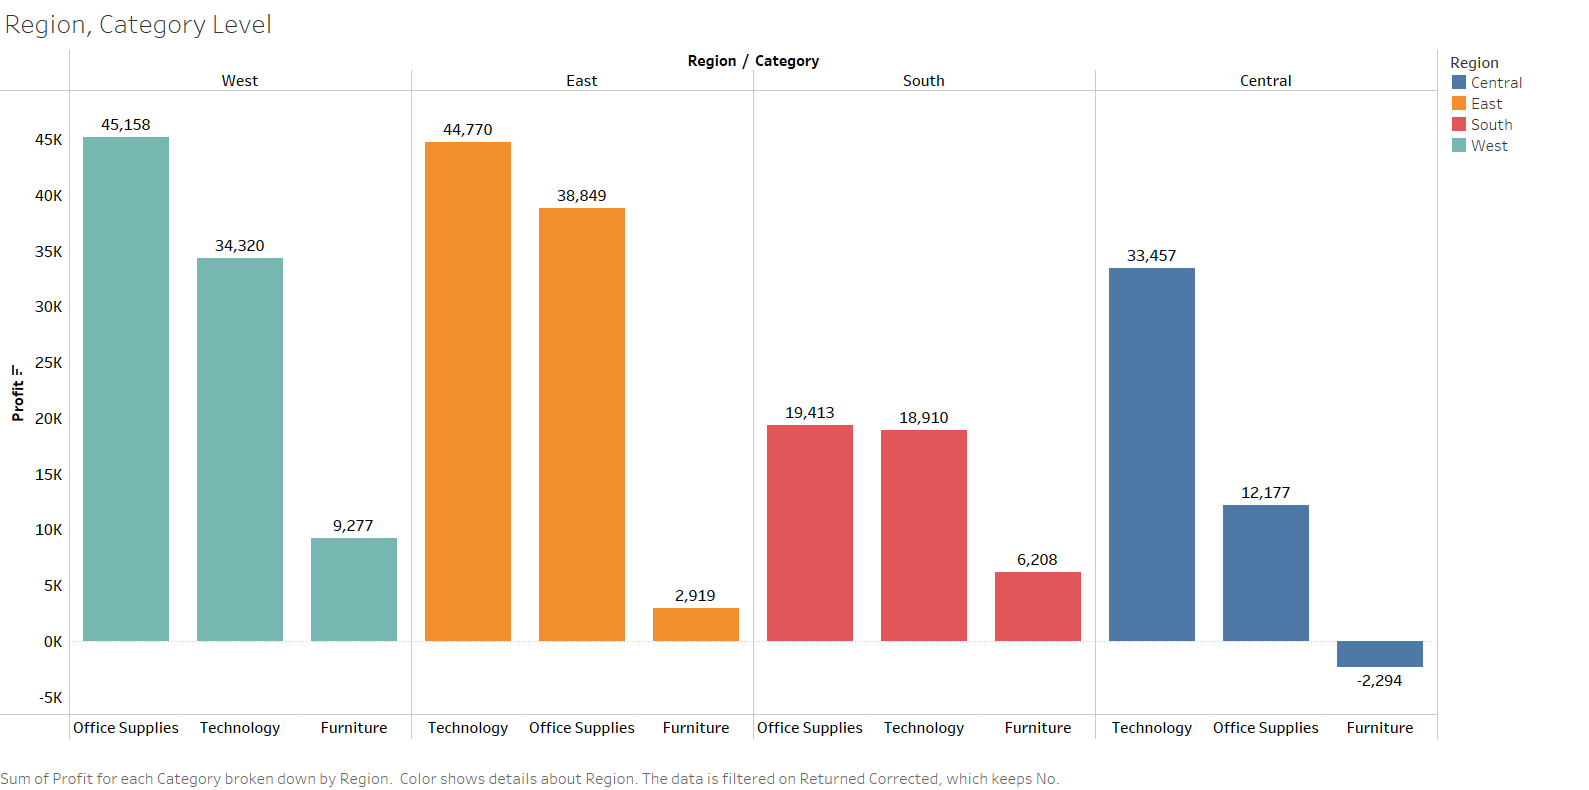 Region, Category Level
Region / Category
West East South Central
Region
Central
East
South
West
Profit
45K
40K
35K
30K
25K
20K
15K
10K
5K
0K
-5K
45,158
34,320
9,277
44,770
38,849
2,919
19,413
18,910
6,208
33,457
12,177
-2,294
Office Supplies Technology Furniture Technology Office Supplies Furniture Office Supplies Technology Furniture Technology Office Supplies Furniture
Sum of Profit for each Category broken down by Region.  Color shows details about Region. The data is filtered on Returned Corrected, which keeps No.